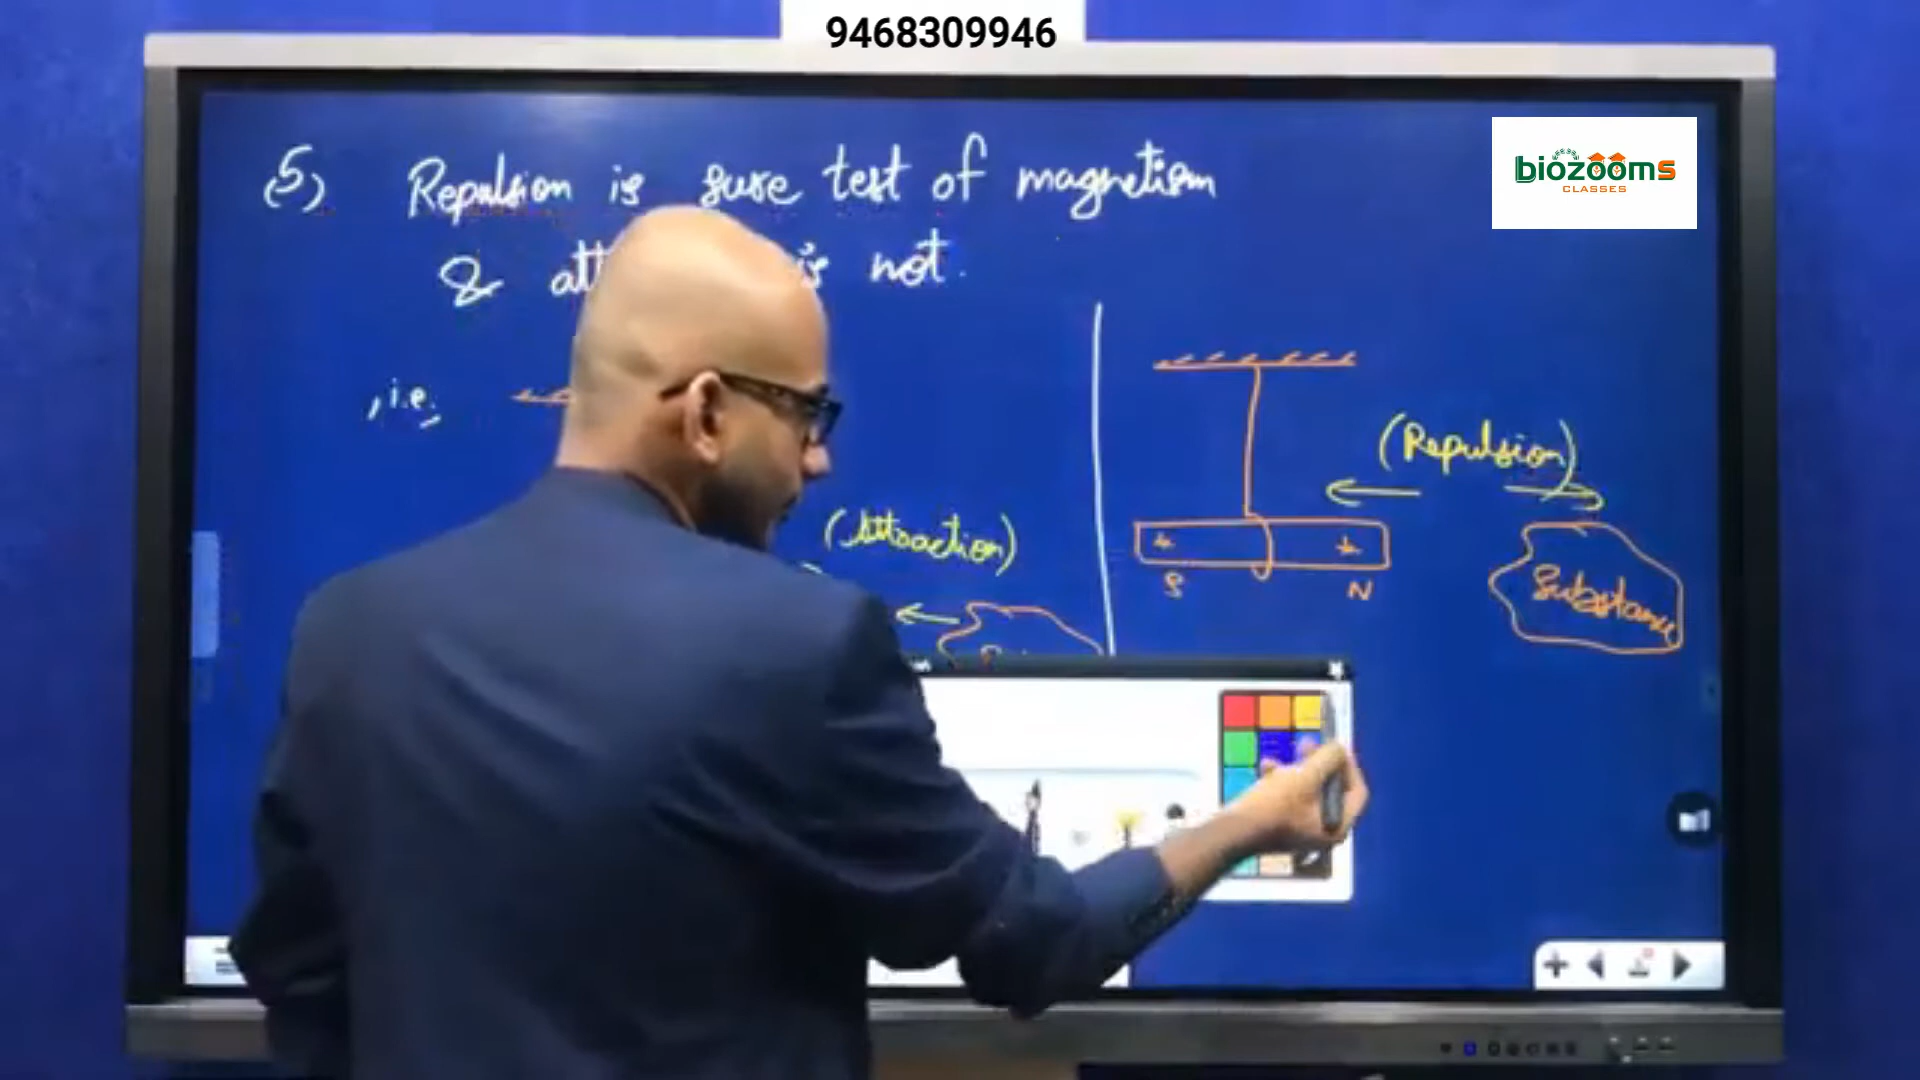 9468309946
biozooms
CLASSES
(5) Repulsion is sure test of magnetism
& att is not.
, i.e.,
(Attraction)
(Repulsion)
S N
Substance